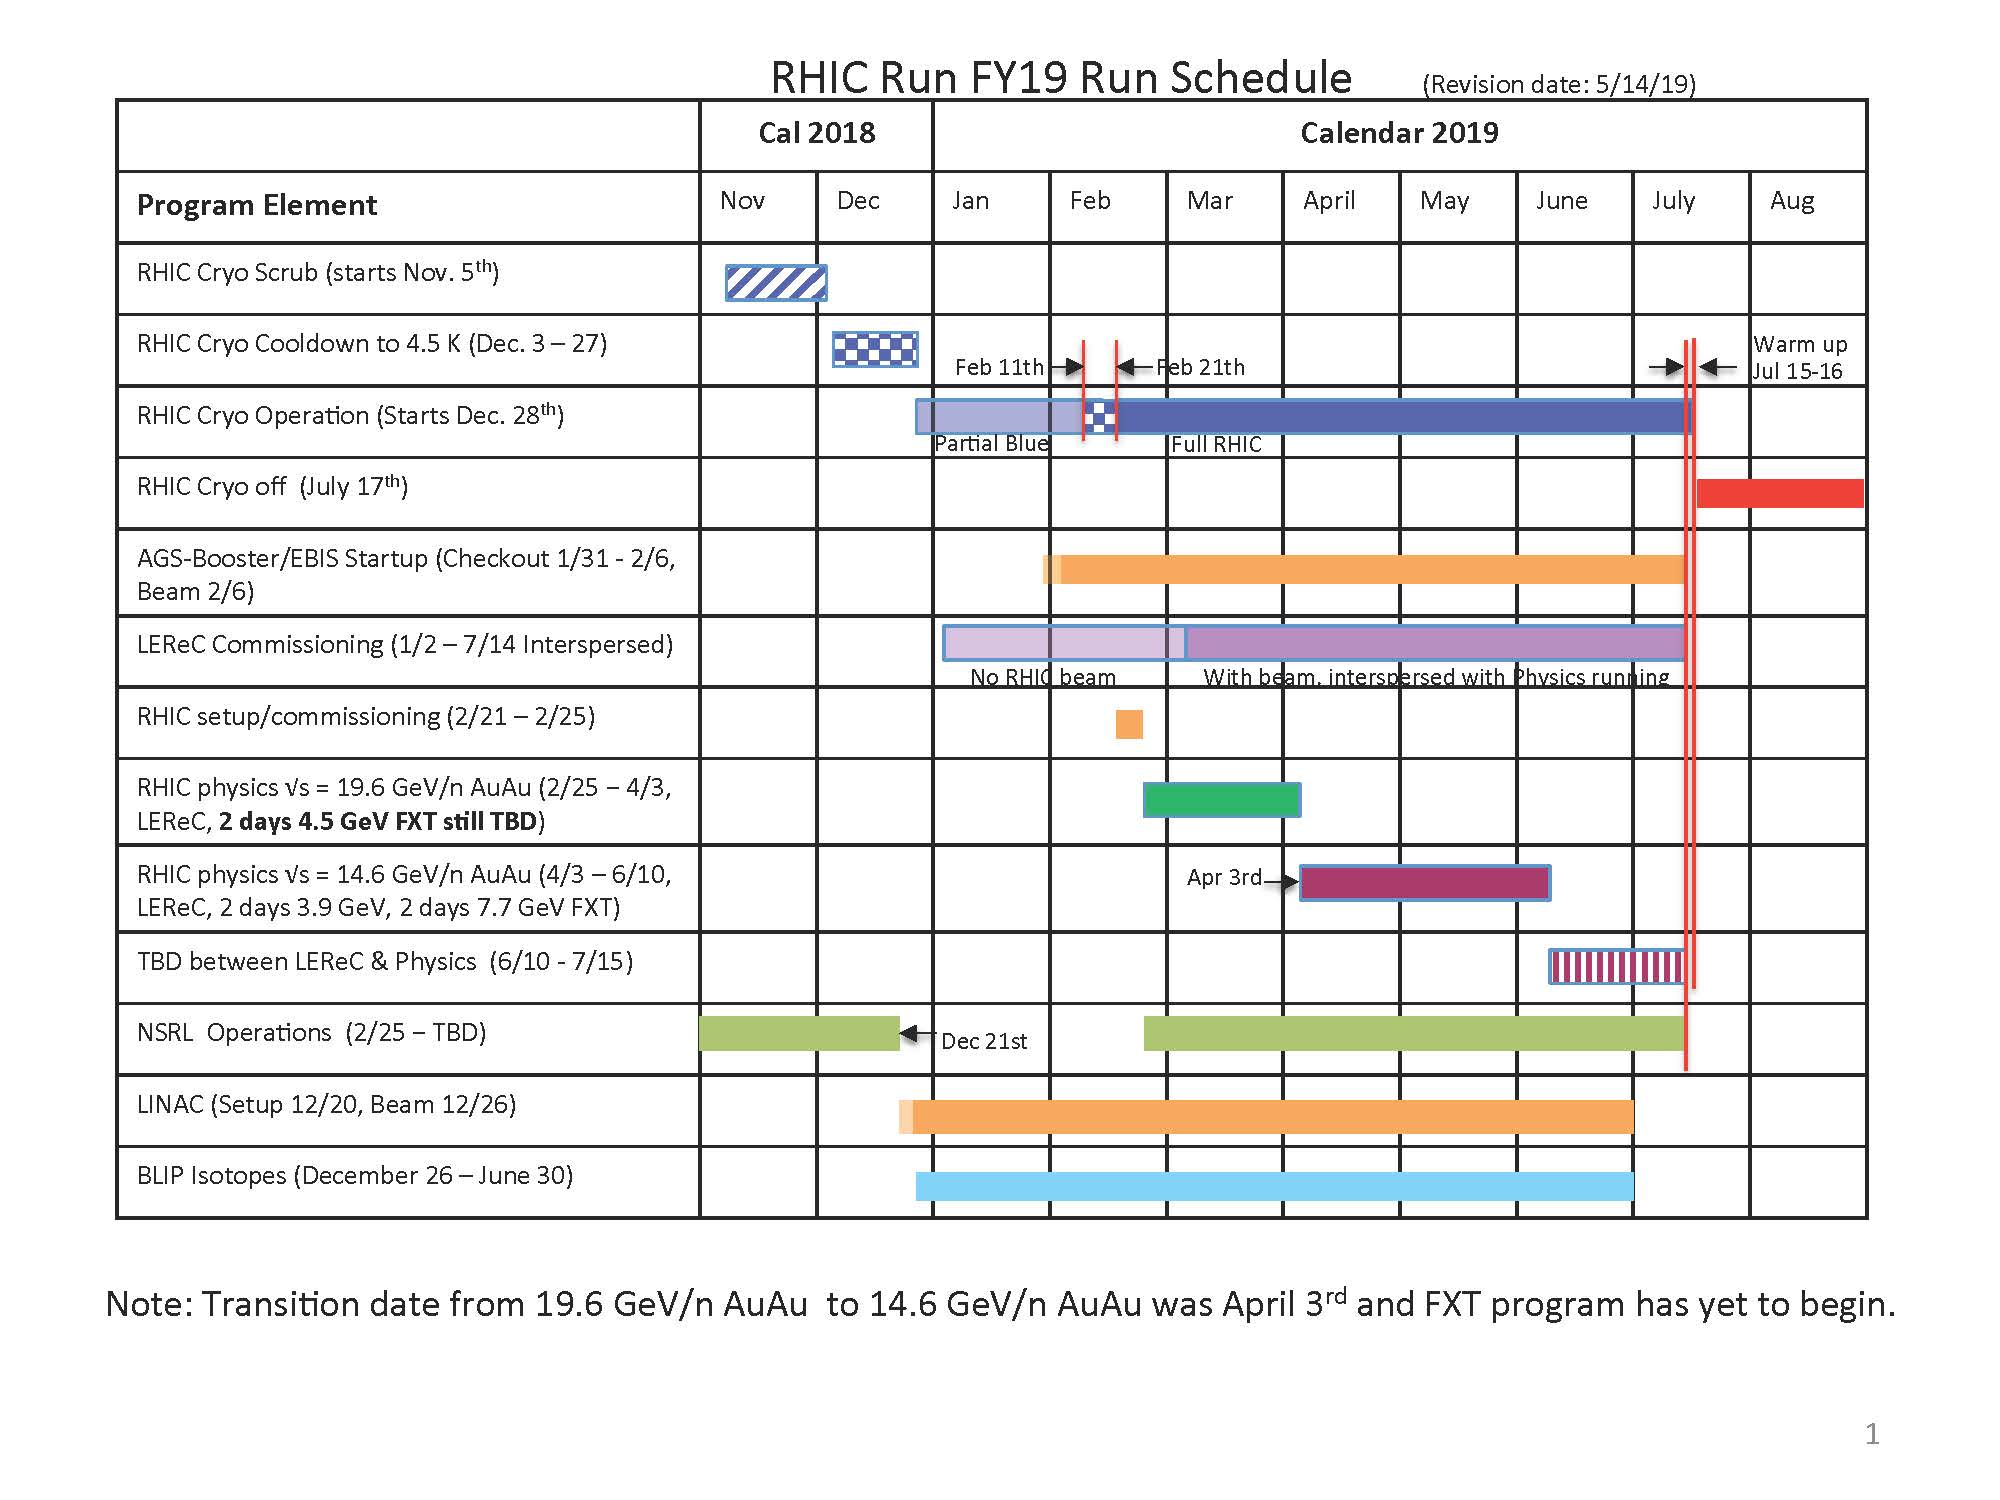 RHIC Run FY19 Run Schedule (Revision date: 5/14/19)
Cal 2018 Calendar 2019
Program Element Nov Dec Jan Feb Mar April May June July Aug
RHIC Cryo Scrub (starts Nov. 5th)
RHIC Cryo Cooldown to 4.5 K (Dec. 3 – 27)
Feb 11th Feb 21th
Warm up
Jul 15-16
RHIC Cryo Operation (Starts Dec. 28th)
Partial Blue Full RHIC
RHIC Cryo off (July 17th)
AGS-Booster/EBIS Startup (Checkout 1/31 - 2/6,
Beam 2/6)
LEReC Commissioning (1/2 – 7/14 Interspersed)
No RHIC beam With beam, interspersed with Physics running
RHIC setup/commissioning (2/21 – 2/25)
RHIC physics √s = 19.6 GeV/n AuAu (2/25 – 4/3,
LEReC, 2 days 4.5 GeV FXT still TBD)
RHIC physics √s = 14.6 GeV/n AuAu (4/3 – 6/10,
LEReC, 2 days 3.9 GeV, 2 days 7.7 GeV FXT)
Apr 3rd
TBD between LEReC & Physics (6/10 - 7/15)
NSRL Operations (2/25 – TBD)
Dec 21st
LINAC (Setup 12/20, Beam 12/26)
BLIP Isotopes (December 26 – June 30)
Note: Transition date from 19.6 GeV/n AuAu to 14.6 GeV/n AuAu was April 3rd and FXT program has yet to begin.
1